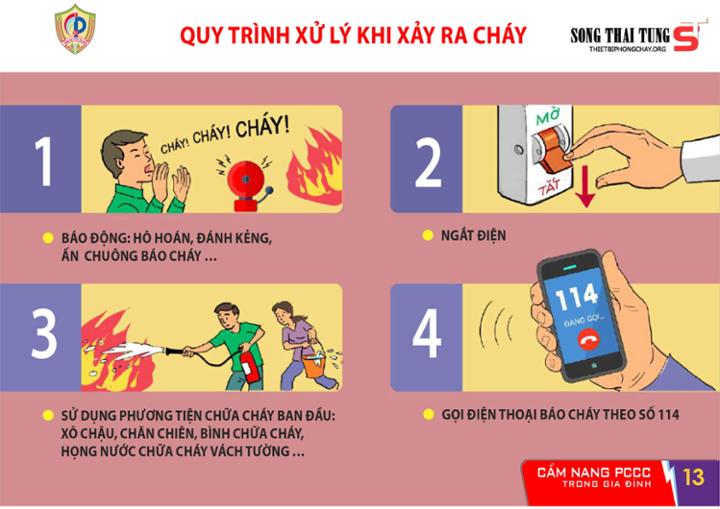 QUY TRÌNH XỬ LÝ KHI XẢY RA CHÁY
SONG THAI TUNG
THIETBIPHONGCHAY.ORG
ST
1
CHÁY! CHÁY! CHÁY!
BÁO ĐỘNG: HÔ HOÁN, ĐÁNH KẺNG,
ẤN CHUÔNG BÁO CHÁY ...
2
MỞ
TẮT
NGẮT ĐIỆN
3
SỬ DỤNG PHƯƠNG TIỆN CHỮA CHÁY BAN ĐẦU:
XÔ CHẬU, CHĂN CHIÊN, BÌNH CHỮA CHÁY,
HỌNG NƯỚC CHỮA CHÁY VÁCH TƯỜNG ...
4
114
ĐANG GỌI...
GỌI ĐIỆN THOẠI BÁO CHÁY THEO SỐ 114
CẨM NANG PCCC
TRONG GIA ĐÌNH
13